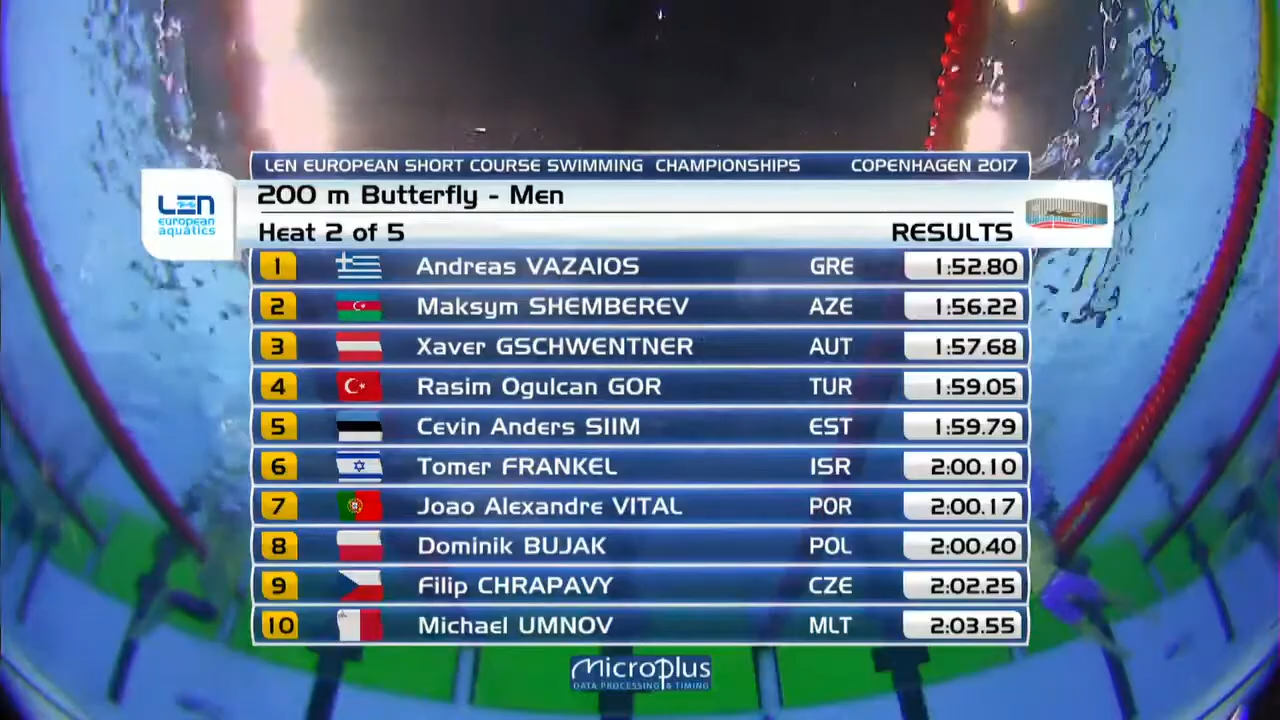 LEN EUROPEAN SHORT COURSE SWIMMING CHAMPIONSHIPS COPENHAGEN 2017
LEN
european
aquatics
200 m Butterfly - Men
Heat 2 of 5 RESULTS
1 Andreas VAZAIOS GRE 1:52.80
2 Maksym SHEMBEREV AZE 1:56.22
3 Xaver GSCHWENTNER AUT 1:57.68
4 Rasim Ogulcan GOR TUR 1:59.05
5 Cevin Anders SIIM EST 1:59.79
6 Tomer FRANKEL ISR 2:00.10
7 Joao Alexandre VITAL POR 2:00.17
8 Dominik BUJAK POL 2:00.40
9 Filip CHRAPAVY CZE 2:02.25
10 Michael UMNOV MLT 2:03.55
Microplus
DATA PROCESSING & TIMING